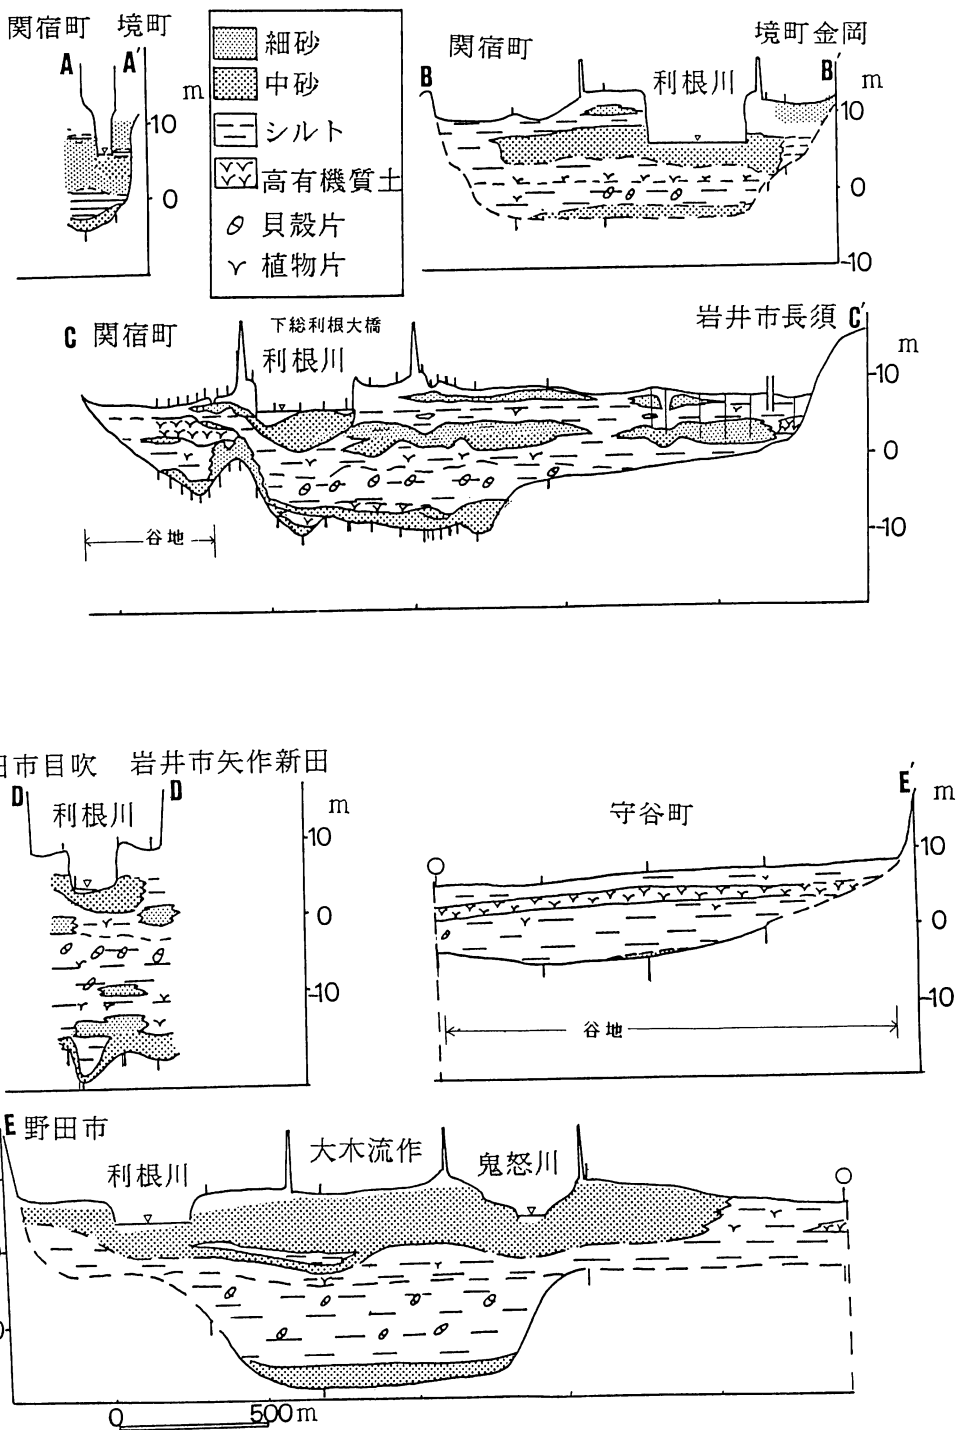 関宿町 境町
A A′
m
10
0
細砂
中砂
シルト
高有機質土
貝殻片
植物片
関宿町 境町金岡
B 利根川 B′
m
10
0
-10
C 関宿町 下総利根大橋 岩井市長須 C′
利根川
m
10
0
-10
谷地
市目吹 岩井市矢作新田
D 利根川 D
m
10
0
-10
守谷町 E′
m
10
0
-10
谷地
E 野田市
利根川 大木流作 鬼怒川
0 500m